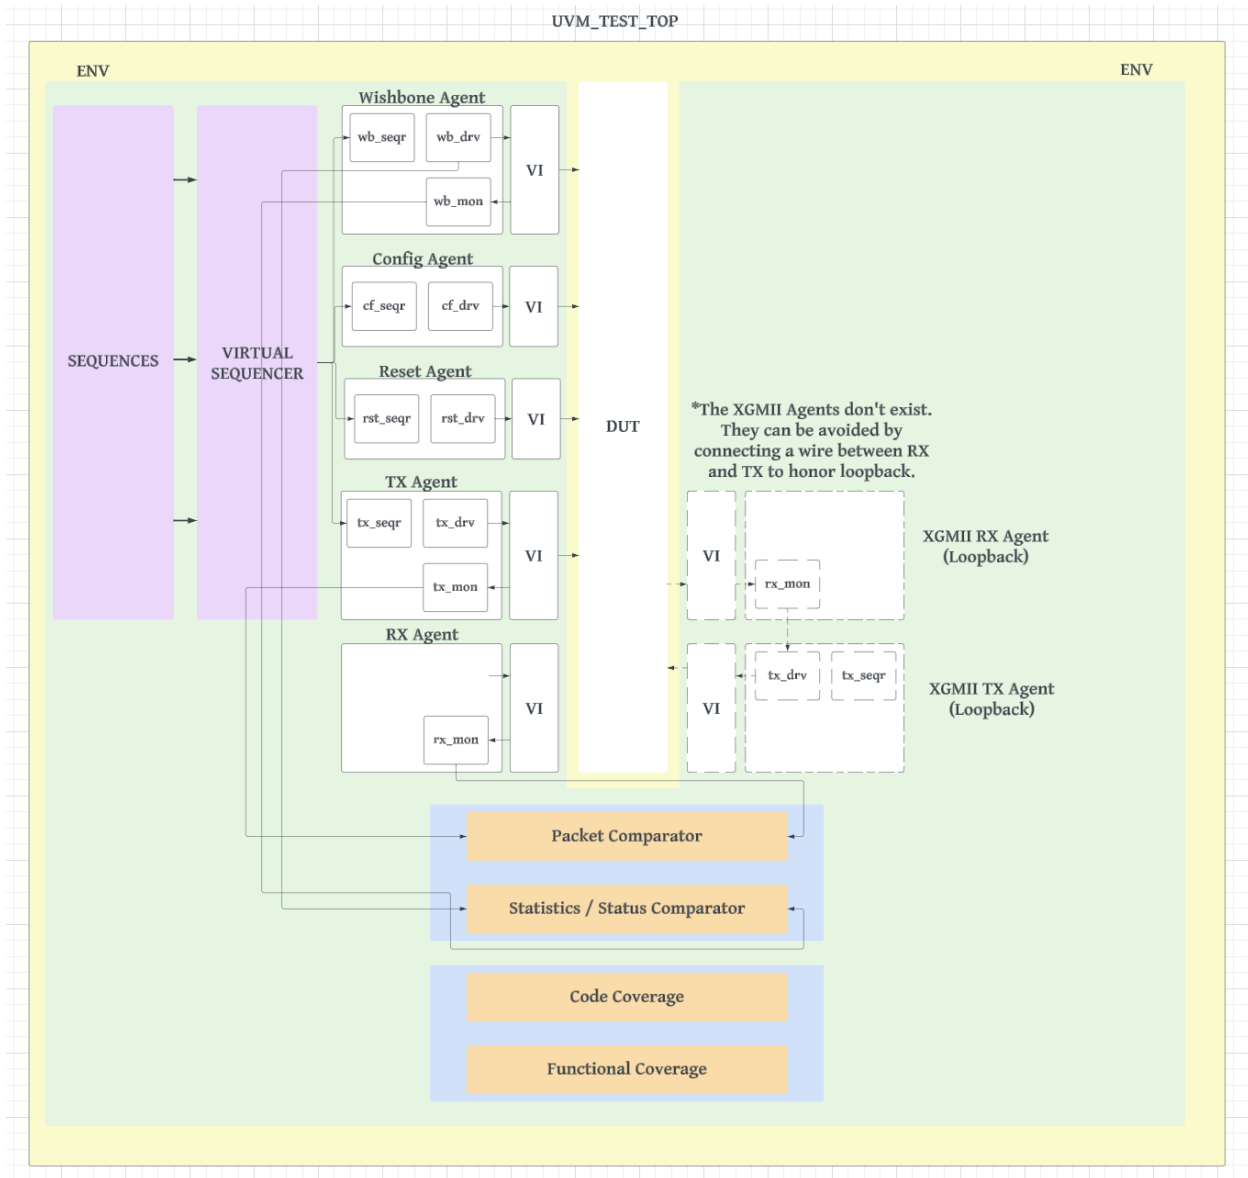 UVM_TEST_TOP
ENV
ENV
Wishbone Agent
wb_seqr
wb_drv
VI
wb_mon
Config Agent
cf_seqr
cf_drv
VI
SEQUENCES
VIRTUAL
SEQUENCER
Reset Agent
rst_seqr
rst_drv
VI
DUT
*The XGMII Agents don't exist.
They can be avoided by
connecting a wire between RX
and TX to honor loopback.
TX Agent
tx_seqr
tx_drv
VI
tx_mon
VI
rx_mon
XGMII RX Agent
(Loopback)
RX Agent
VI
rx_mon
VI
tx_drv
tx_seqr
XGMII TX Agent
(Loopback)
Packet Comparator
Statistics / Status Comparator
Code Coverage
Functional Coverage